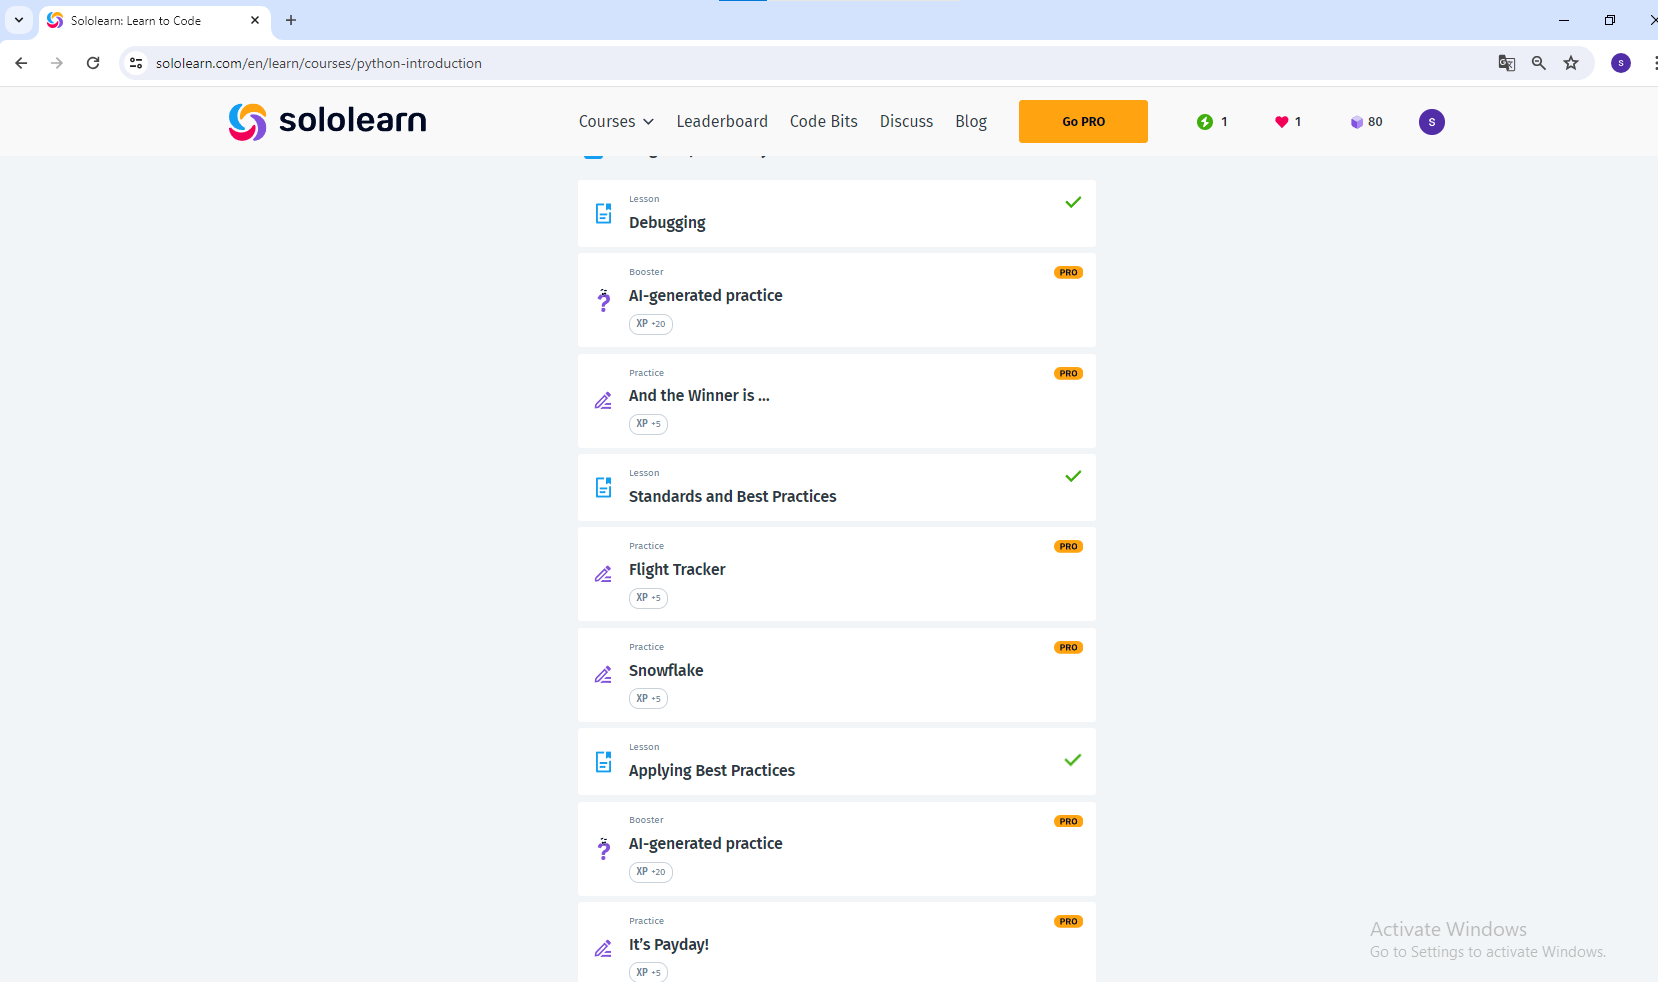 Sololearn: Learn to Code
sololearn.com/en/learn/courses/python-introduction
S
sololearn
Courses
Leaderboard
Code Bits
Discuss
Blog
Go PRO
1
1
80
S
Lesson
Debugging
Booster
PRO
AI-generated practice
XP +20
Practice
PRO
And the Winner is ...
XP +5
Lesson
Standards and Best Practices
Practice
PRO
Flight Tracker
XP +5
Practice
PRO
Snowflake
XP +5
Lesson
Applying Best Practices
Booster
PRO
AI-generated practice
XP +20
Practice
PRO
It's Payday!
XP +5
Activate Windows
Go to Settings to activate Windows.